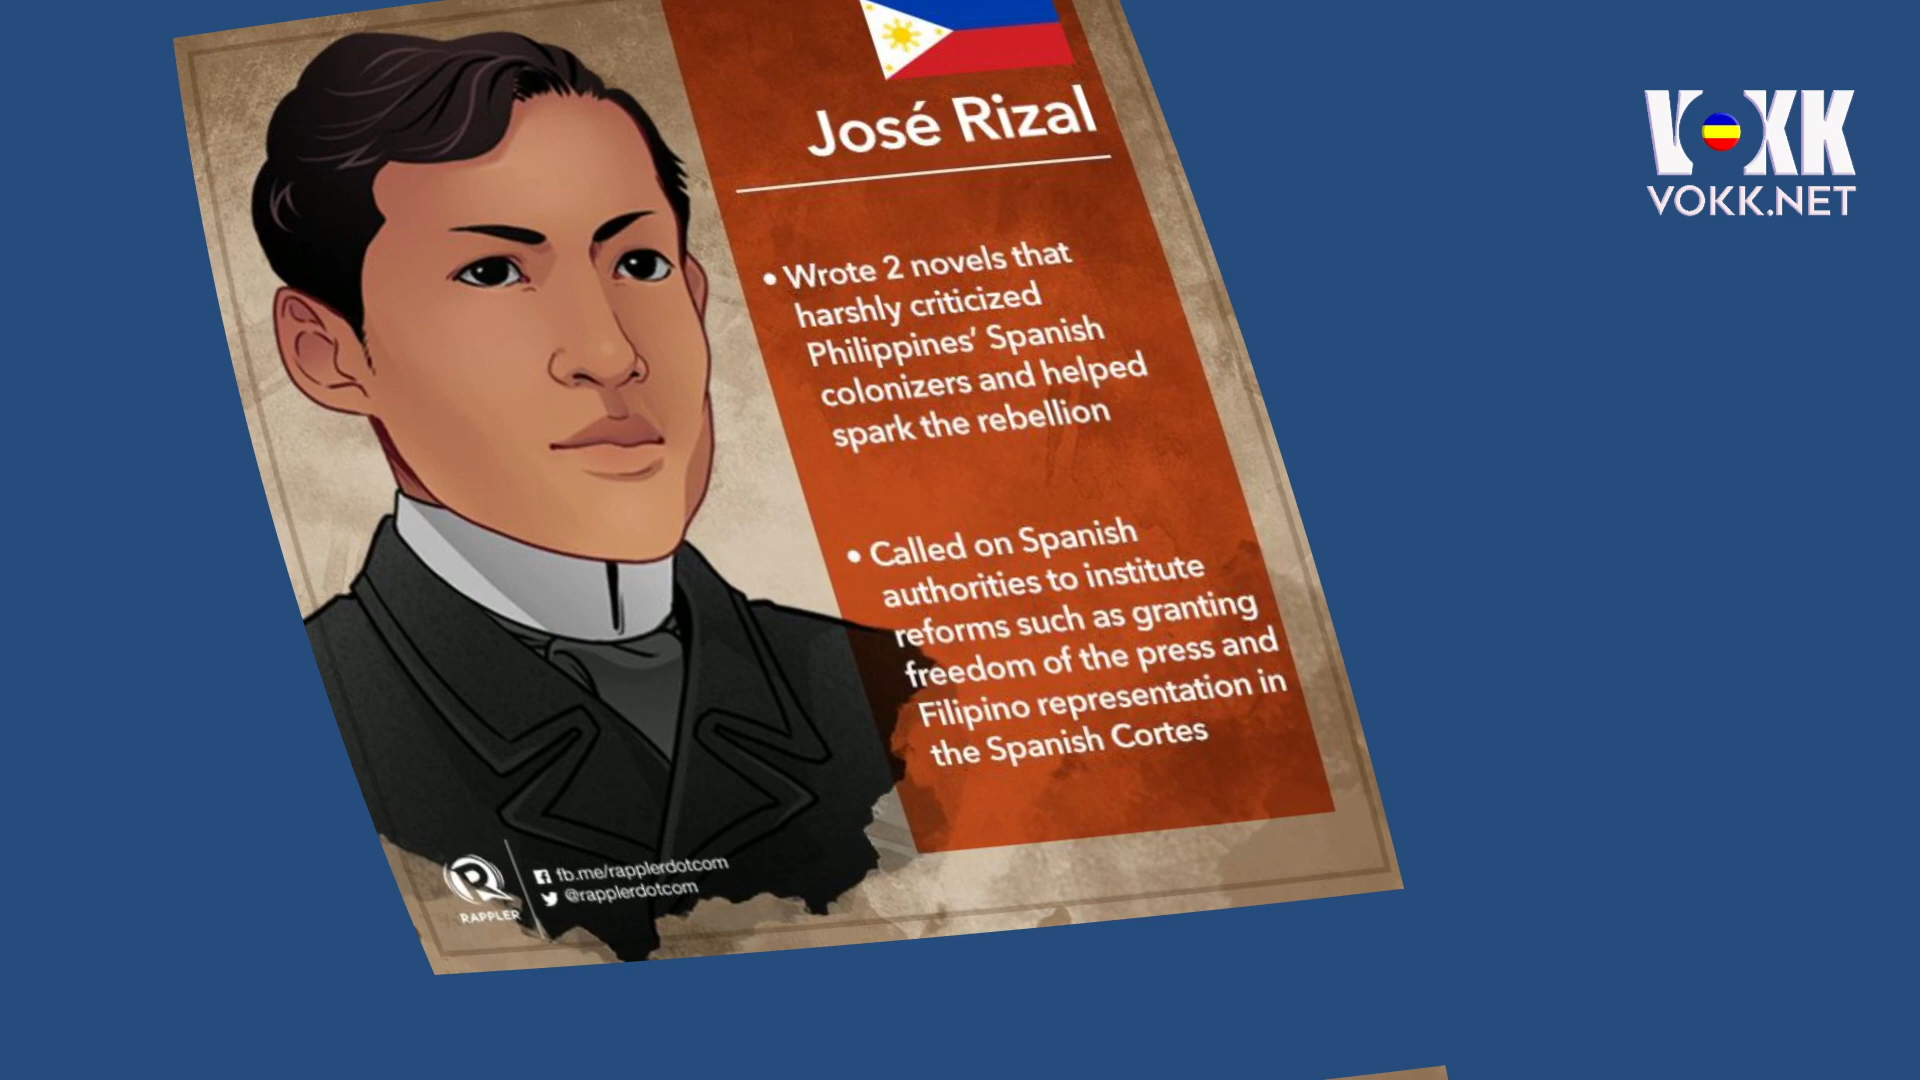 José Rizal
• Wrote 2 novels that
harshly criticized
Philippines' Spanish
colonizers and helped
spark the rebellion
• Called on Spanish
authorities to institute
reforms such as granting
freedom of the press and
Filipino representation in
the Spanish Cortes
fb.me/rapplerdotcom
@rapplerdotcom
RAPPLER
VOKK
VOKK.NET